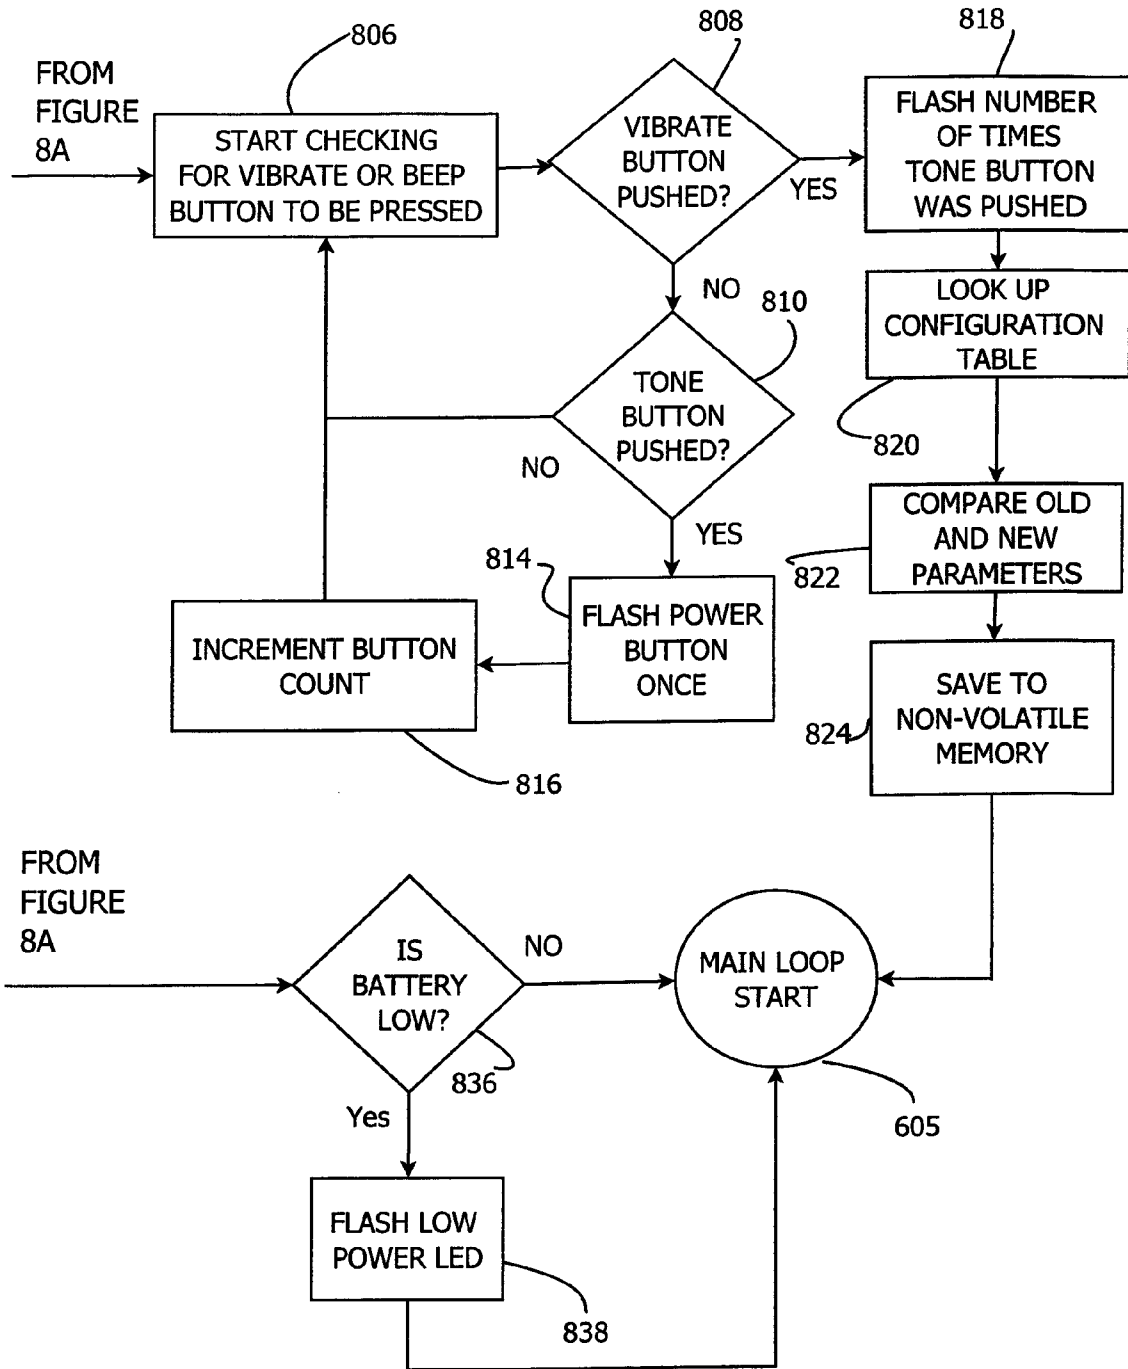 806
808
818
FROM
FIGURE
8A
START CHECKING
FOR VIBRATE OR BEEP
BUTTON TO BE PRESSED
VIBRATE
BUTTON
PUSHED?
YES
FLASH NUMBER
OF TIMES
TONE BUTTON
WAS PUSHED
NO
810
LOOK UP
CONFIGURATION
TABLE
TONE
BUTTON
PUSHED?
820
NO
YES
COMPARE OLD
AND NEW
PARAMETERS
822
814
FLASH POWER
BUTTON
ONCE
INCREMENT BUTTON
COUNT
816
SAVE TO
NON-VOLATILE
MEMORY
824
FROM
FIGURE
8A
IS
BATTERY
LOW?
NO
MAIN LOOP
START
836
605
Yes
FLASH LOW
POWER LED
838